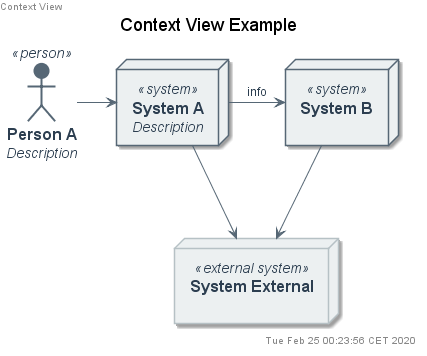 Context View
Context View Example
«person»
Person A
Description
«system»
System A
Description
info
«system»
System B
«external system»
System External
Tue Feb 25 00:23:56 CET 2020